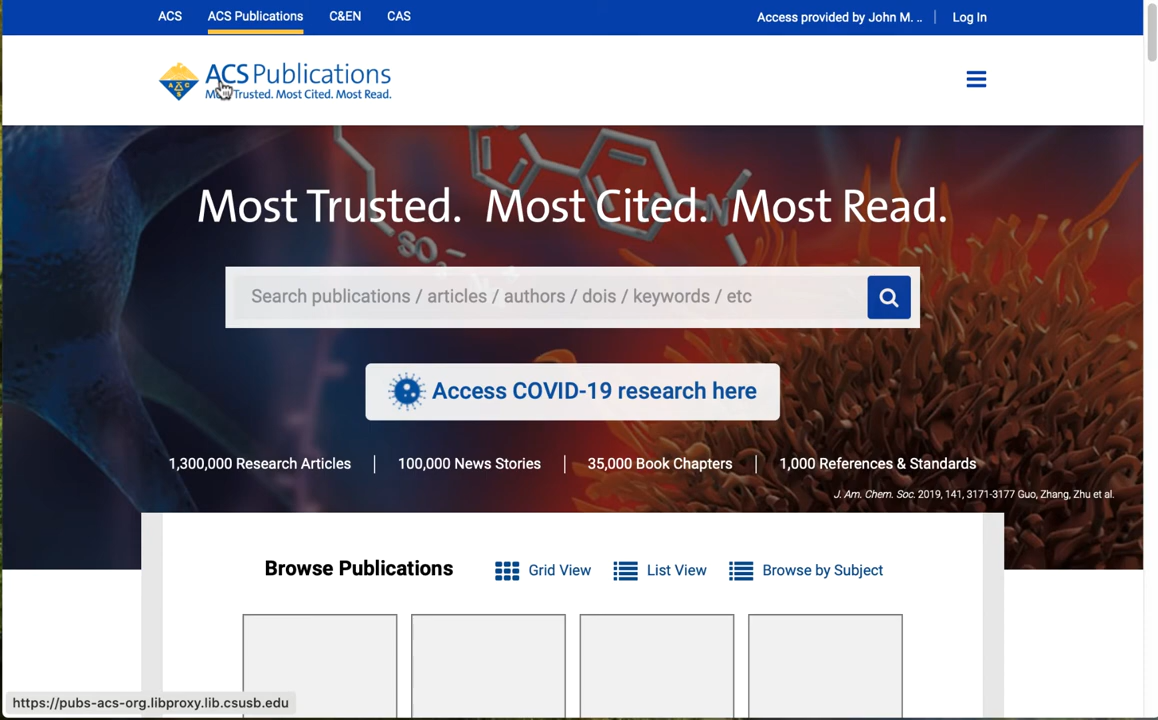 ACS ACS Publications C&EN CAS Access provided by John M. .. Log In
ACS Publications
Most Trusted. Most Cited. Most Read.
Most Trusted. Most Cited. Most Read.
Search publications / articles / authors / dois / keywords / etc
Access COVID-19 research here
1,300,000 Research Articles | 100,000 News Stories | 35,000 Book Chapters | 1,000 References & Standards
J. Am. Chem. Soc. 2019, 141, 3171-3177 Guo, Zhang, Zhu et al.
Browse Publications Grid View List View Browse by Subject
https://pubs-acs-org.libproxy.lib.csusb.edu